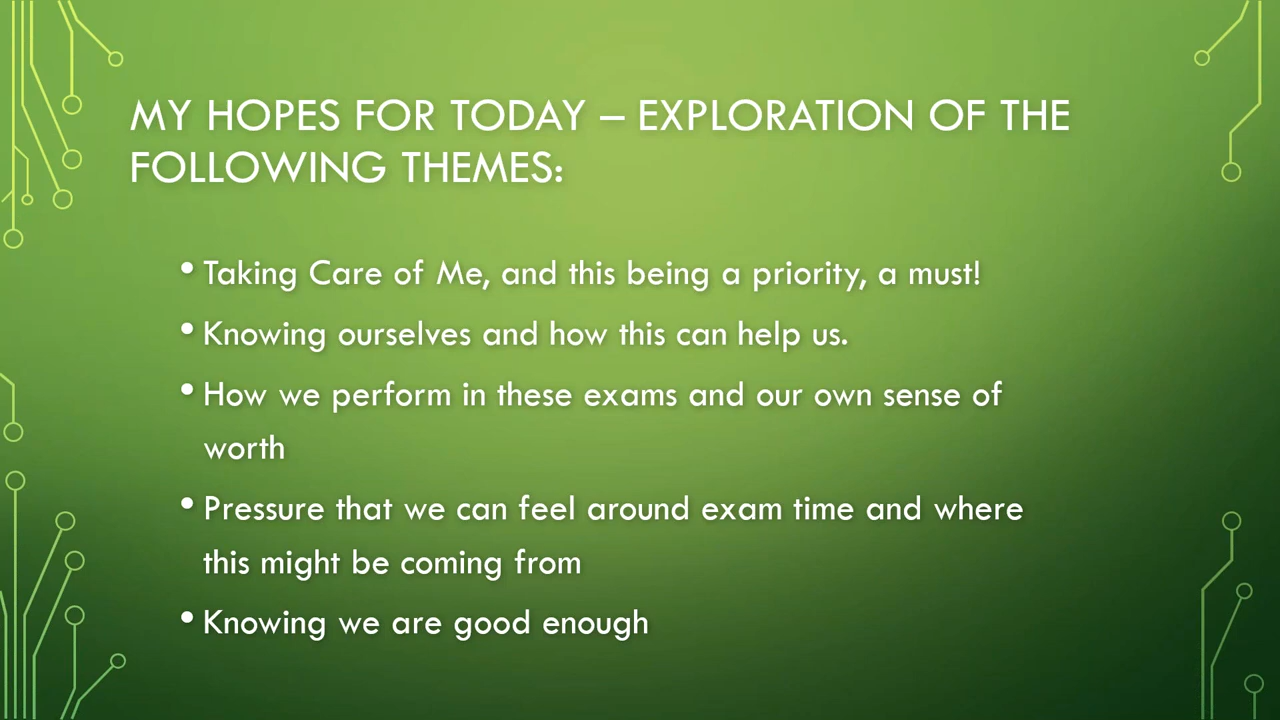 MY HOPES FOR TODAY – EXPLORATION OF THE
FOLLOWING THEMES:
• Taking Care of Me, and this being a priority, a must!
• Knowing ourselves and how this can help us.
• How we perform in these exams and our own sense of
worth
• Pressure that we can feel around exam time and where
this might be coming from
• Knowing we are good enough